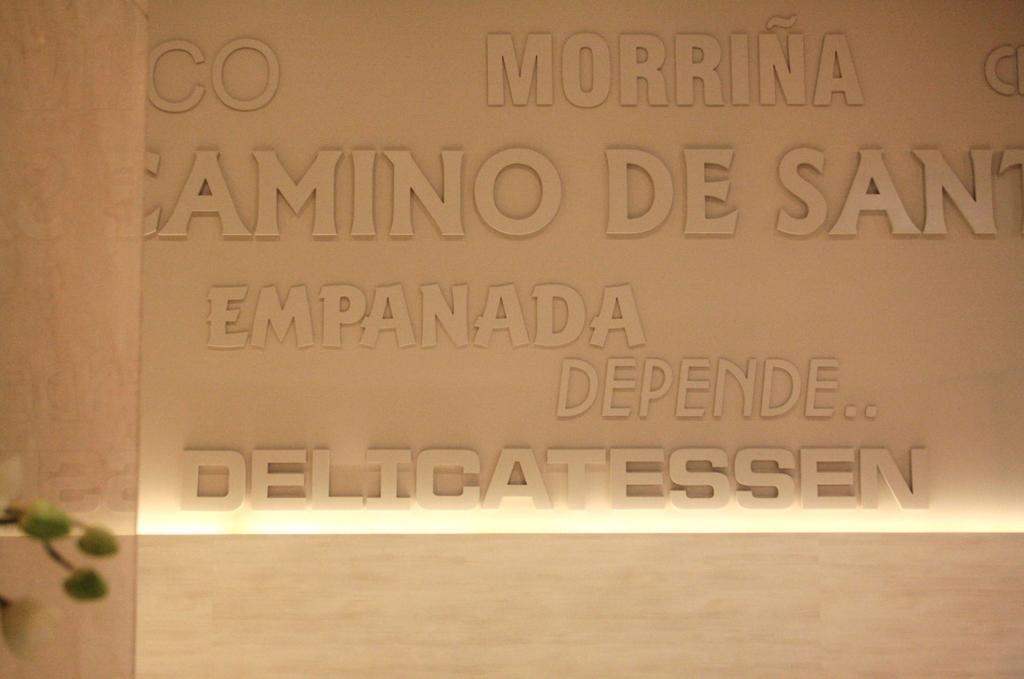 CO MORRIÑA C
CAMINO DE SANT
EMPANADA
DEPENDE..
DELICATESSEN